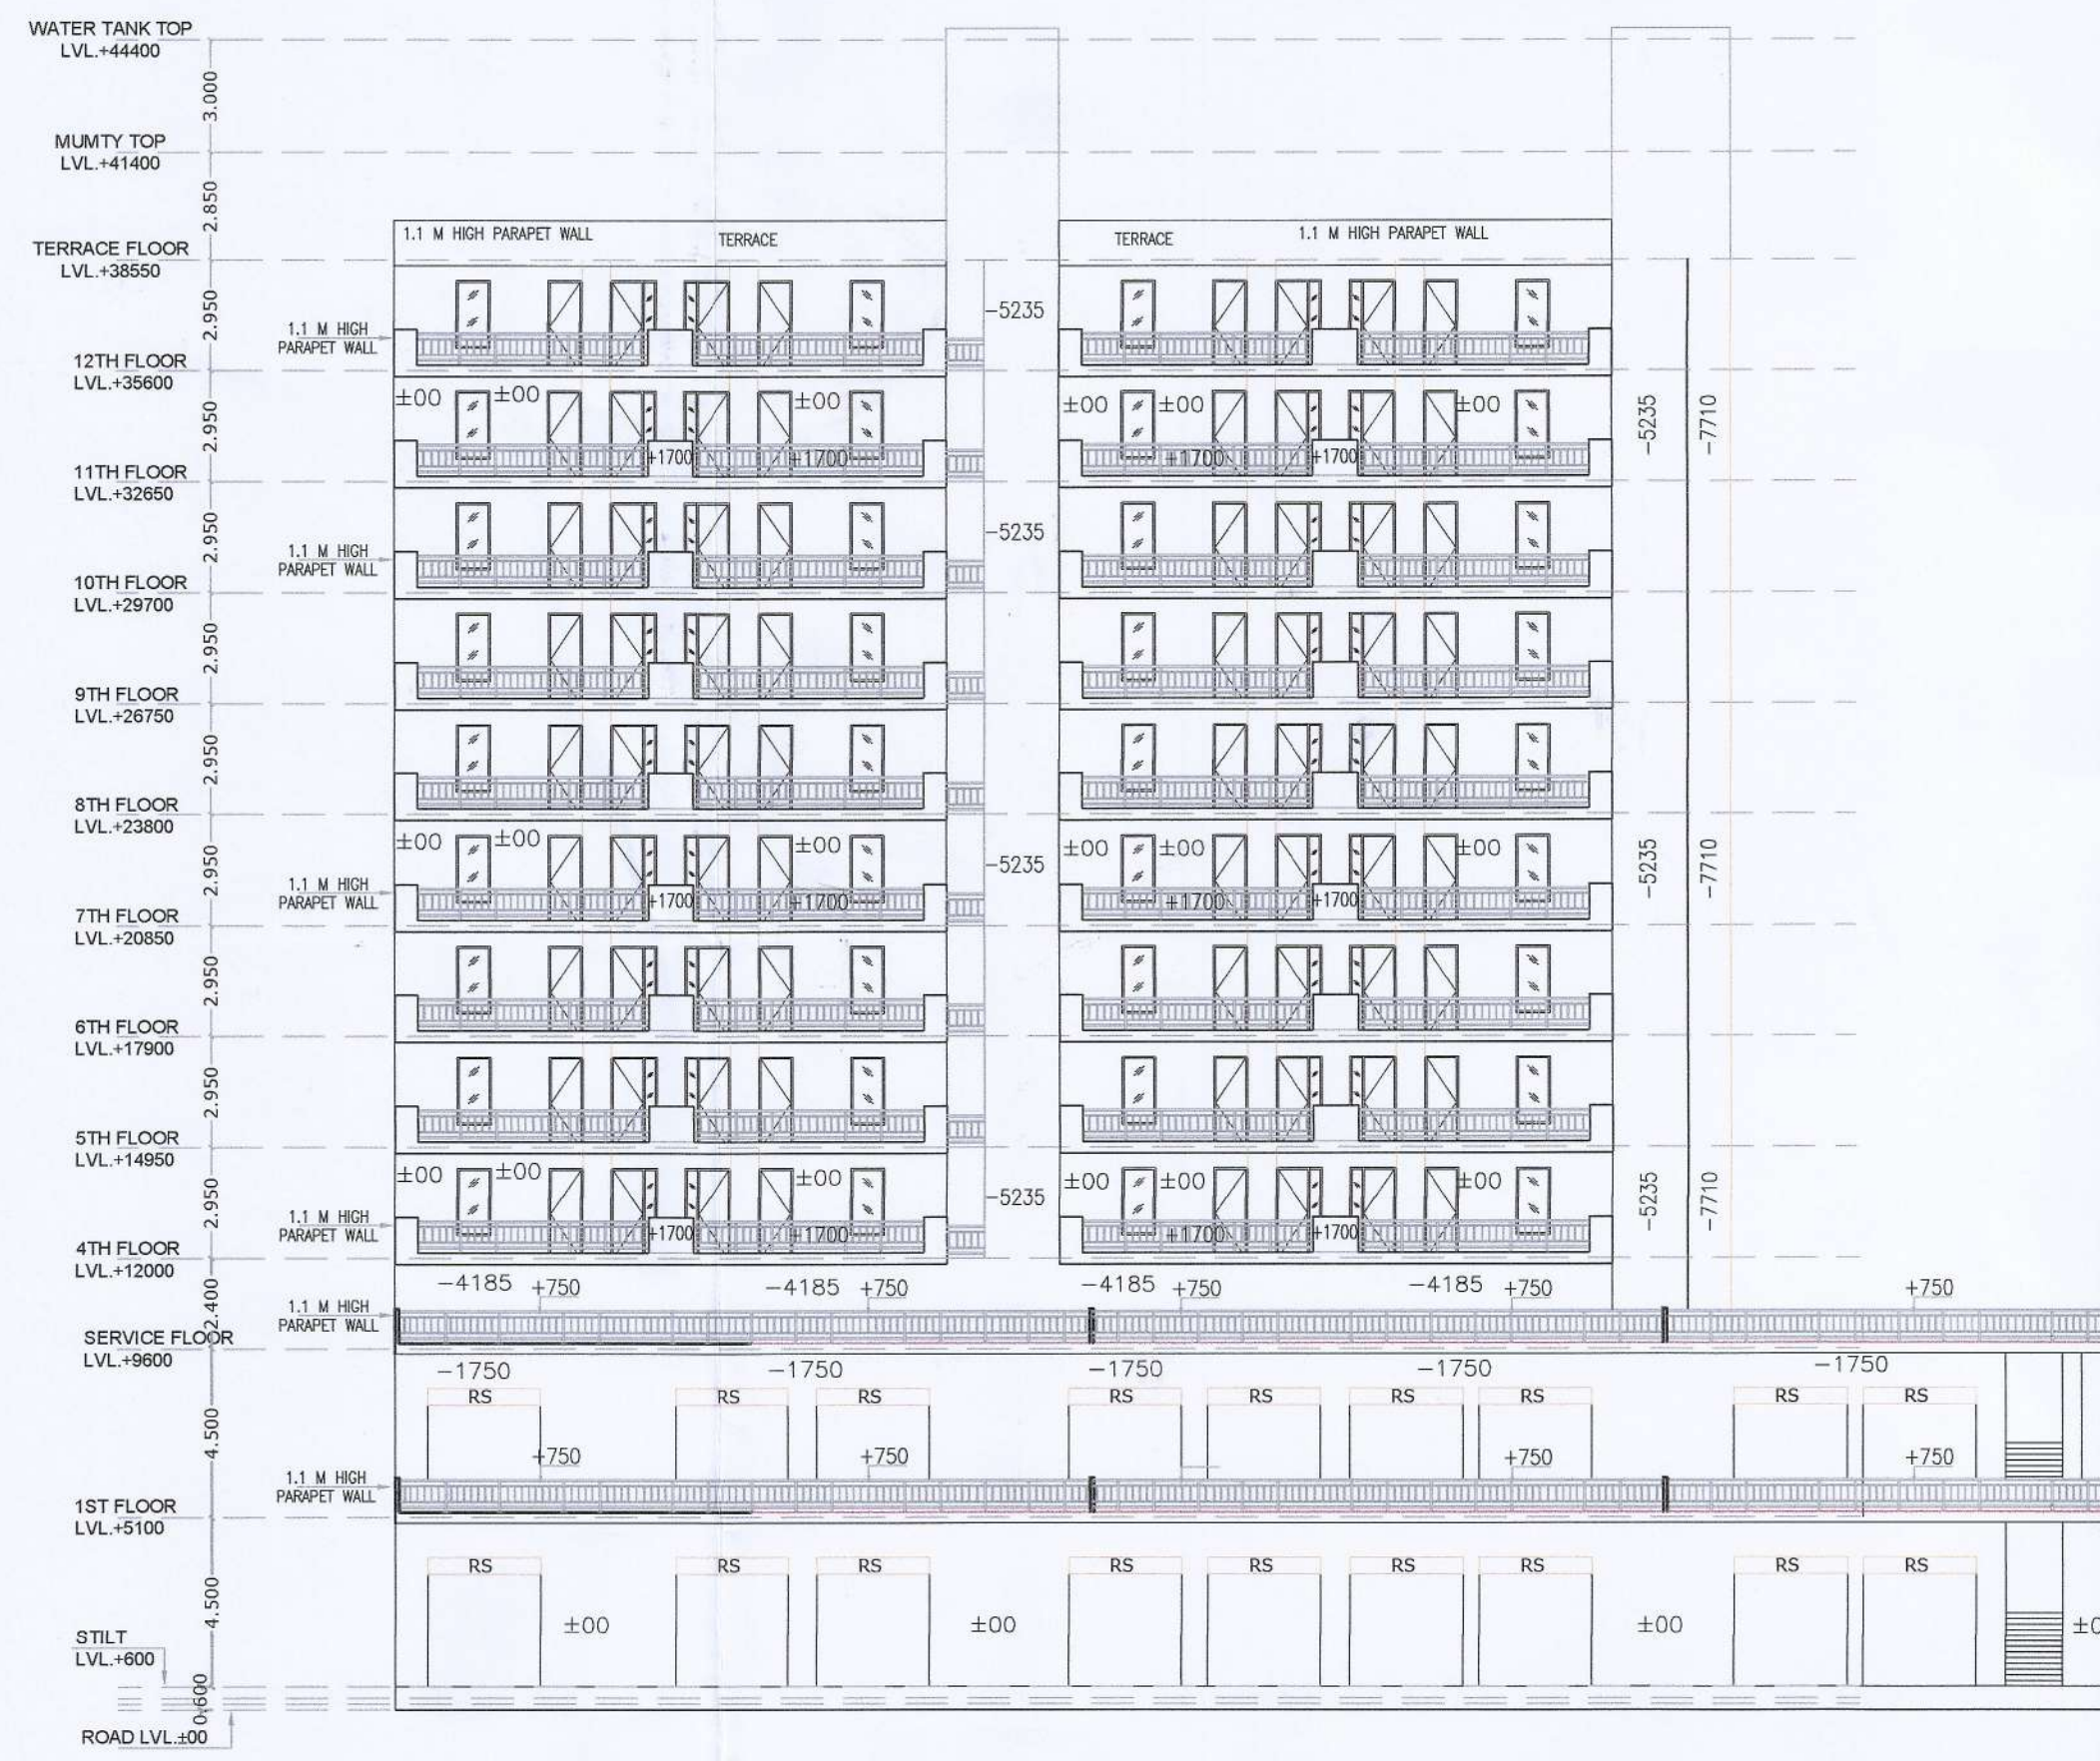 WATER TANK TOP
LVL.+44400
3.000
MUMTY TOP
LVL.+41400
2.850
1.1 M HIGH PARAPET WALL
TERRACE
TERRACE
1.1 M HIGH PARAPET WALL
TERRACE FLOOR
LVL.+38550
2.950
-5235
1.1 M HIGH
PARAPET WALL
12TH FLOOR
LVL.+35600
±00 ±00 ±00 ±00 ±00 ±00
2.950
-5235
-7710
+1700 +1700 +1700 +1700
11TH FLOOR
LVL.+32650
2.950
-5235
1.1 M HIGH
PARAPET WALL
10TH FLOOR
LVL.+29700
2.950
9TH FLOOR
LVL.+26750
2.950
8TH FLOOR
LVL.+23800
±00 ±00 ±00 ±00 ±00 ±00
2.950
-5235
-5235
-7710
1.1 M HIGH
PARAPET WALL
+1700 +1700 +1700 +1700
7TH FLOOR
LVL.+20850
2.950
6TH FLOOR
LVL.+17900
2.950
5TH FLOOR
LVL.+14950
±00 ±00 ±00 ±00 ±00 ±00
2.950
-5235
-5235
-7710
1.1 M HIGH
PARAPET WALL
+1700 +1700 +1700 +1700
4TH FLOOR
LVL.+12000
-4185 +750 -4185 +750 -4185 +750 -4185 +750 +750
2.400
1.1 M HIGH
PARAPET WALL
SERVICE FLOOR
LVL.+9600
-1750 -1750 -1750 -1750 -1750
RS RS RS RS RS RS RS RS RS
4.500
+750 +750 +750 +750
1.1 M HIGH
PARAPET WALL
1ST FLOOR
LVL.+5100
RS RS RS RS RS RS RS RS RS
4.500
±00 ±00 ±00
STILT
LVL.+600
0.600
ROAD LVL.±00